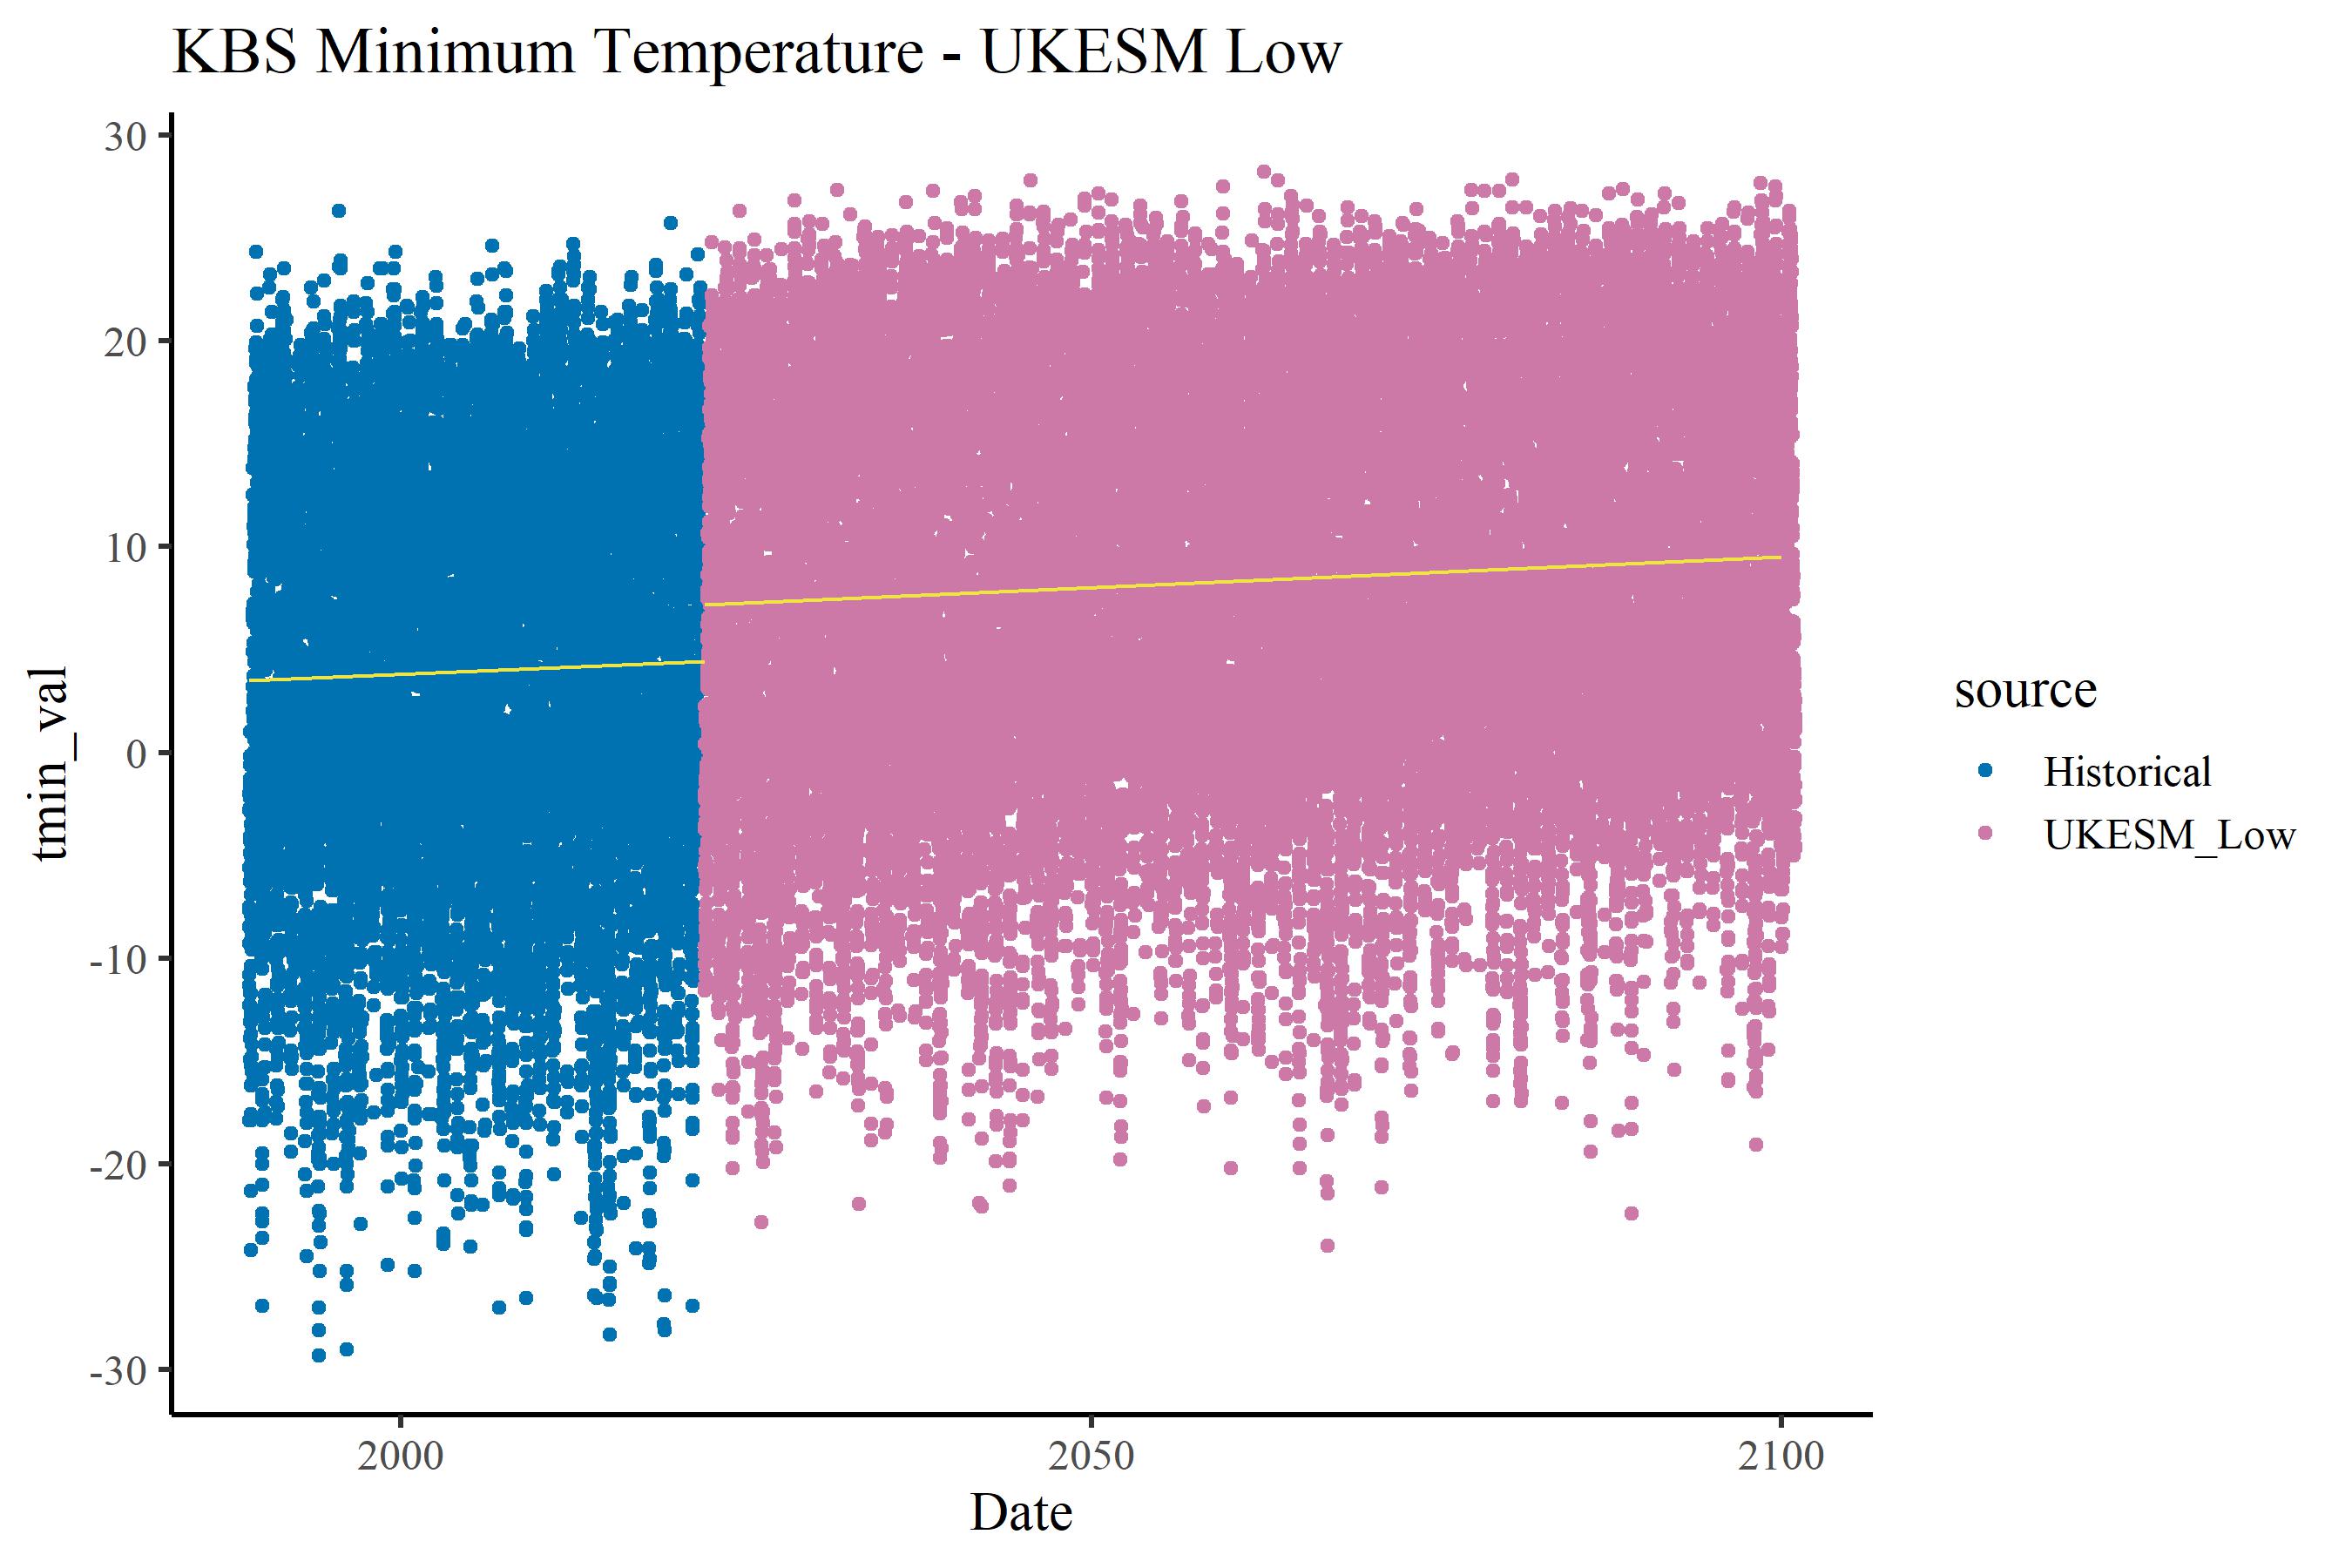 KBS Minimum Temperature - UKESM Low
30
20
10
0
-10
-20
-30
tmin_val
2000
2050
2100
Date
source
Historical
UKESM_Low